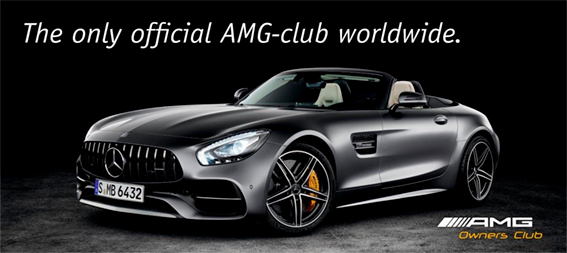 The only official AMG-club worldwide.
S·MB 6432
AMG
Owners Club